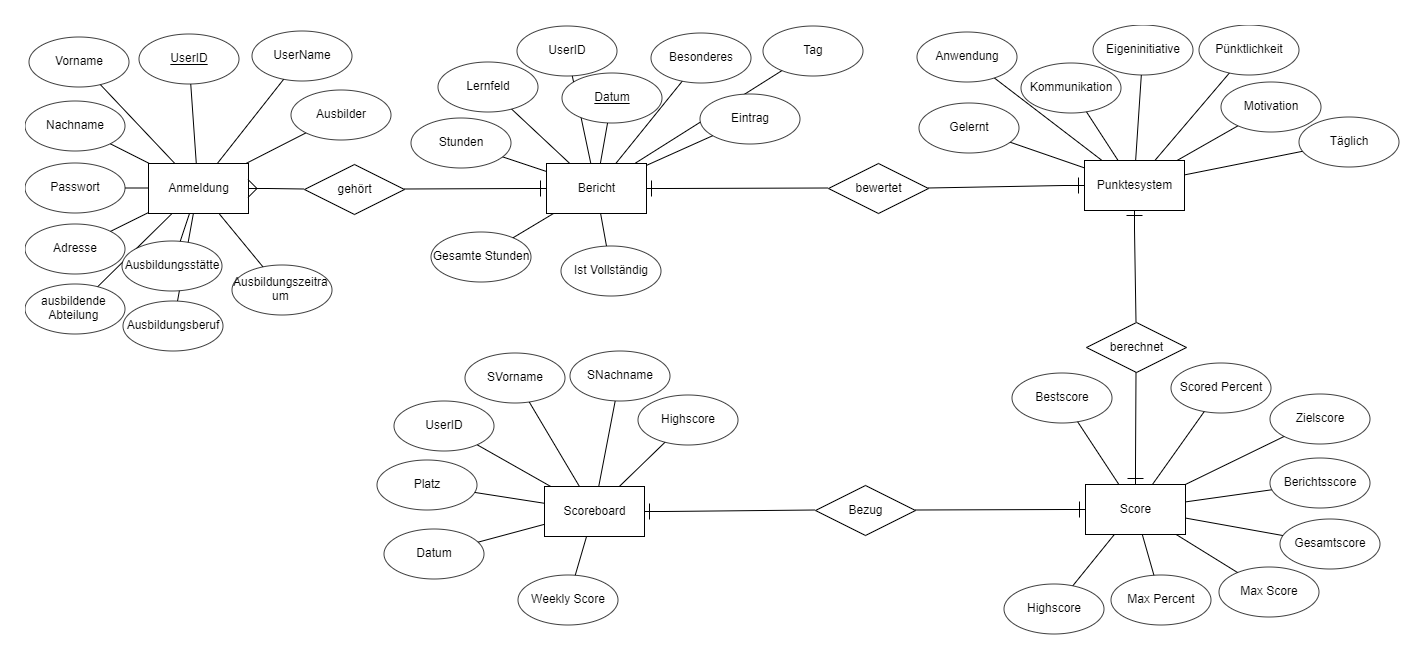 Vorname
UserID
UserName
Nachname
Ausbilder
Passwort
Anmeldung
Adresse
Ausbildungsstätte
ausbildende
Abteilung
Ausbildungsberuf
Ausbildungszeitra
um
gehört
UserID
Besonderes
Tag
Lernfeld
Datum
Eintrag
Stunden
Bericht
Gesamte Stunden
Ist Vollständig
bewertet
Anwendung
Eigeninitiative
Pünktlichkeit
Kommunikation
Motivation
Gelernt
Täglich
Punktesystem
berechnet
SVorname
SNachname
UserID
Highscore
Platz
Scoreboard
Datum
Weekly Score
Bezug
Bestscore
Scored Percent
Zielscore
Berichtsscore
Score
Gesamtscore
Highscore
Max Percent
Max Score